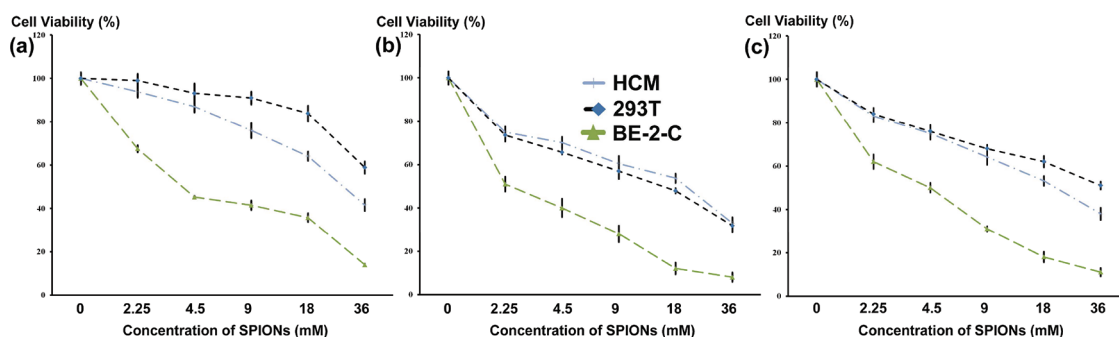 Cell Viability (%)
(a)
120
100
80
60
40
20
0
0 2.25 4.5 9 18 36
Concentration of SPIONs (mM)
Cell Viability (%)
(b)
120
100
80
60
40
20
0
HCM
293T
BE-2-C
0 2.25 4.5 9 18 36
Concentration of SPIONs (mM)
Cell Viability (%)
(c)
120
100
80
60
40
20
0
0 2.25 4.5 9 18 36
Concentration of SPIONs (mM)